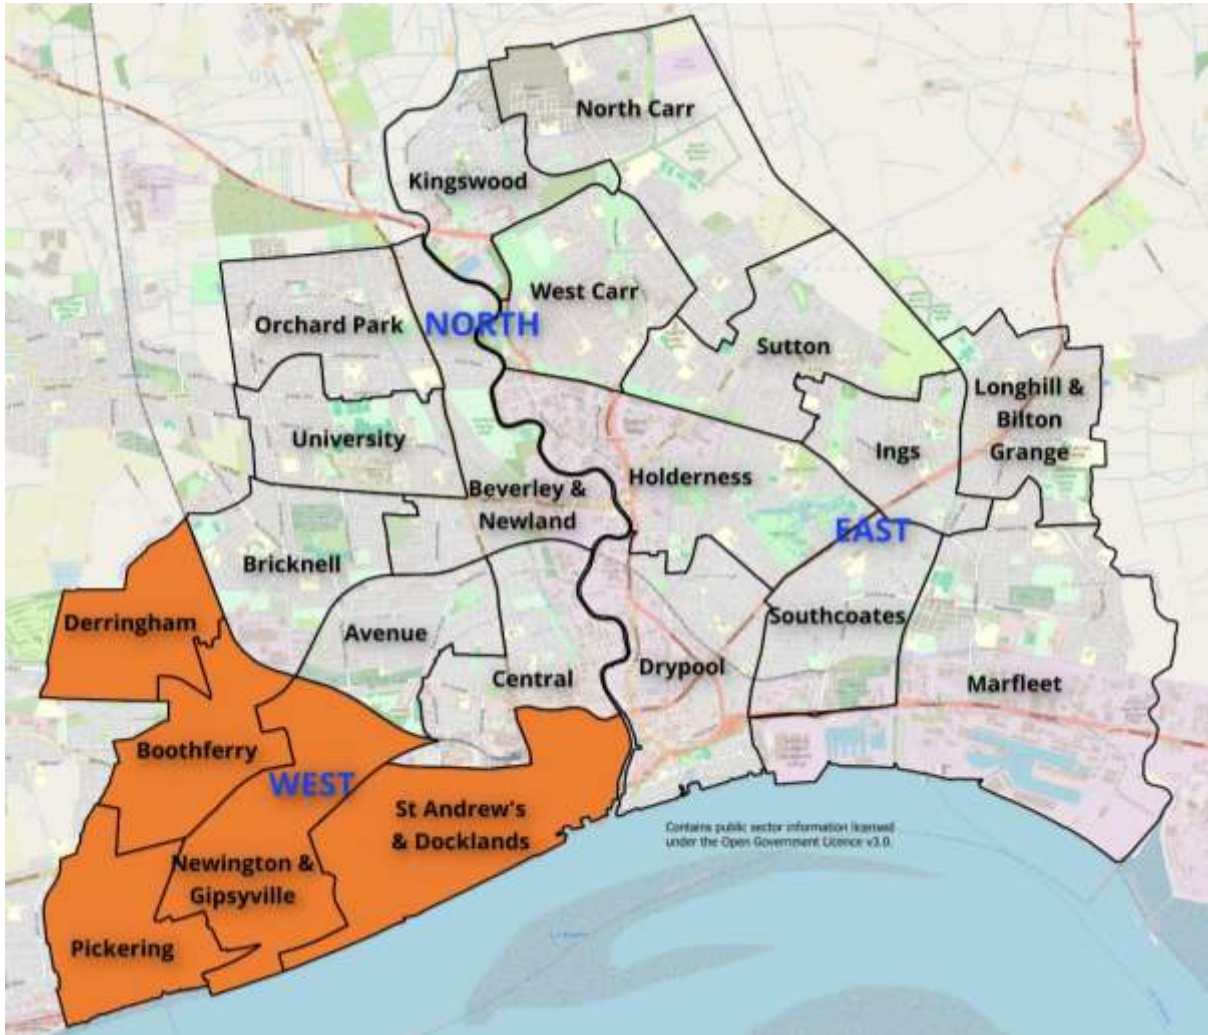 North Carr
Kingswood
West Carr
Orchard Park
NORTH
Sutton
Longhill &
Bilton
Grange
University
Ings
Holderness
Beverley &
Newland
EAST
Bricknell
Derringham
Avenue
Southcoates
Central
Drypool
Marfleet
Boothferry
WEST
St Andrew's
& Docklands
Contains public sector information licensed
under the Open Government Licence v3.0.
Newington &
Gipsyville
Pickering